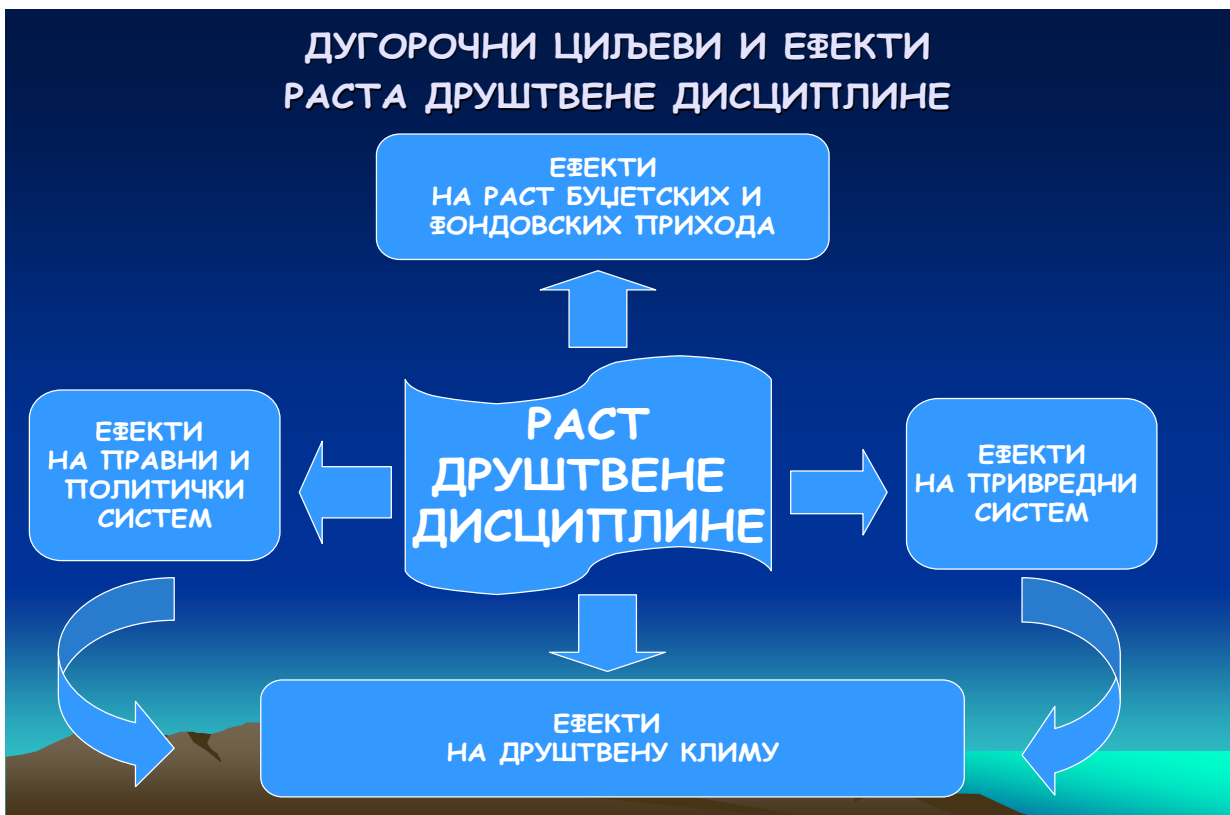 ДУГОРОЧНИ ЦИЉЕВИ И ЕФЕКТИ
РАСТА ДРУШТВЕНЕ ДИСЦИПЛИНЕ
ЕФЕКТИ
НА РАСТ БУЏЕТСКИХ И
ФОНДОВСКИХ ПРИХОДА
ЕФЕКТИ
НА ПРАВНИ И
ПОЛИТИЧКИ
СИСТЕМ
РАСТ
ДРУШТВЕНЕ
ДИСЦИПЛИНЕ
ЕФЕКТИ
НА ПРИВРЕДНИ
СИСТЕМ
ЕФЕКТИ
НА ДРУШТВЕНУ КЛИМУ